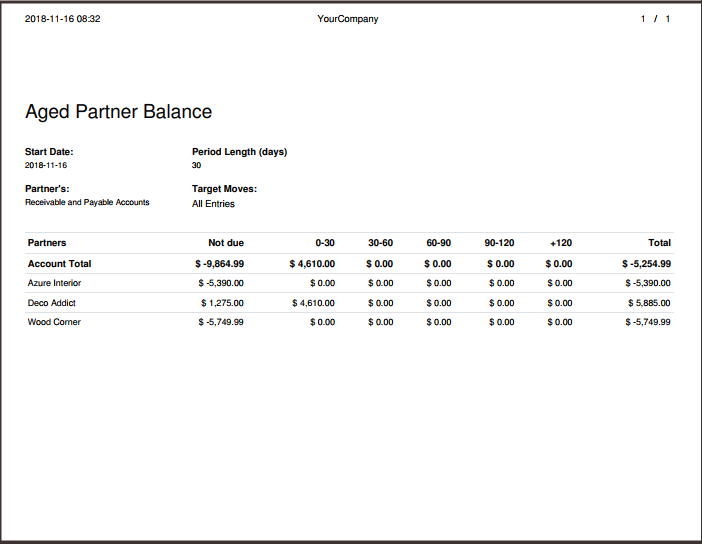 2018-11-16 08:32 YourCompany 1 / 1
Aged Partner Balance
Start Date: Period Length (days)
2018-11-16 30
Partner's: Target Moves:
Receivable and Payable Accounts All Entries
Partners Not due 0-30 30-60 60-90 90-120 +120 Total
Account Total $ -9,864.99 $ 4,610.00 $ 0.00 $ 0.00 $ 0.00 $ 0.00 $ -5,254.99
Azure Interior $ -5,390.00 $ 0.00 $ 0.00 $ 0.00 $ 0.00 $ 0.00 $ -5,390.00
Deco Addict $ 1,275.00 $ 4,610.00 $ 0.00 $ 0.00 $ 0.00 $ 0.00 $ 5,885.00
Wood Corner $ -5,749.99 $ 0.00 $ 0.00 $ 0.00 $ 0.00 $ 0.00 $ -5,749.99